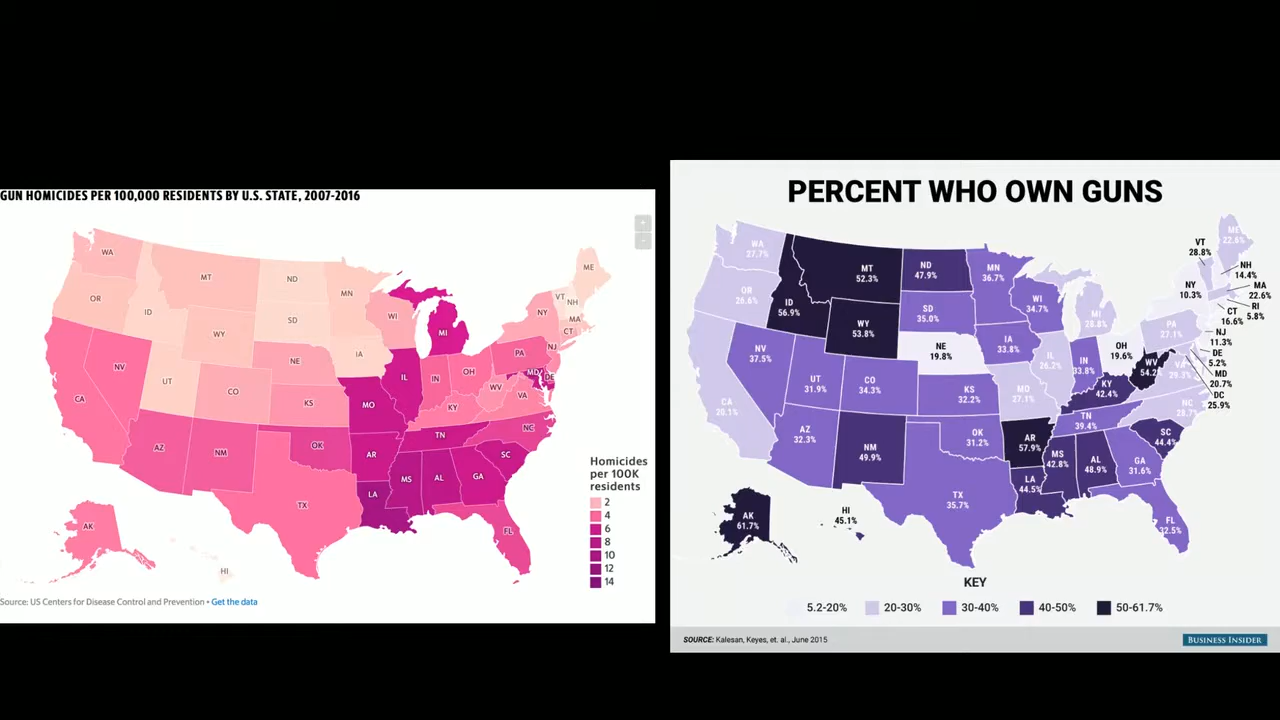 GUN HOMICIDES PER 100,000 RESIDENTS BY U.S. STATE, 2007-2016
+
-
WA
MT
ND
MN
ME
OR
ID
SD
WI
VT
NH
NY
MA
WY
MI
CT
IA
PA
NJ
NE
NV
UT
IL
IN
OH
MD
DE
CO
WV
VA
CA
KS
MO
KY
NC
TN
AZ
NM
OK
AR
SC
MS
AL
GA
LA
TX
FL
AK
HI
Homicides
per 100K
residents
2
4
6
8
10
12
14
Source: US Centers for Disease Control and Prevention • Get the data
PERCENT WHO OWN GUNS
WA
27.7%
MT
52.3%
ND
47.9%
MN
36.7%
VT
28.8%
ME
22.6%
NH
14.4%
OR
26.6%
ID
56.9%
WY
53.8%
SD
35.0%
WI
34.7%
MI
28.8%
NY
10.3%
MA
22.6%
RI
5.8%
CT
16.6%
NV
37.5%
UT
31.9%
CO
34.3%
NE
19.8%
IA
33.8%
IL
26.2%
IN
33.8%
OH
19.6%
PA
27.1%
NJ
11.3%
DE
5.2%
MD
20.7%
DC
25.9%
WV
54.2%
VA
29.3%
CA
20.1%
KS
32.2%
MO
27.1%
KY
42.4%
NC
28.7%
TN
39.4%
AZ
32.3%
NM
49.9%
OK
31.2%
AR
57.9%
SC
44.4%
MS
42.8%
AL
48.9%
GA
31.6%
LA
44.5%
TX
35.7%
FL
32.5%
AK
61.7%
HI
45.1%
KEY
5.2-20%
20-30%
30-40%
40-50%
50-61.7%
SOURCE: Kalesan, Keyes, et. al., June 2015
BUSINESS INSIDER